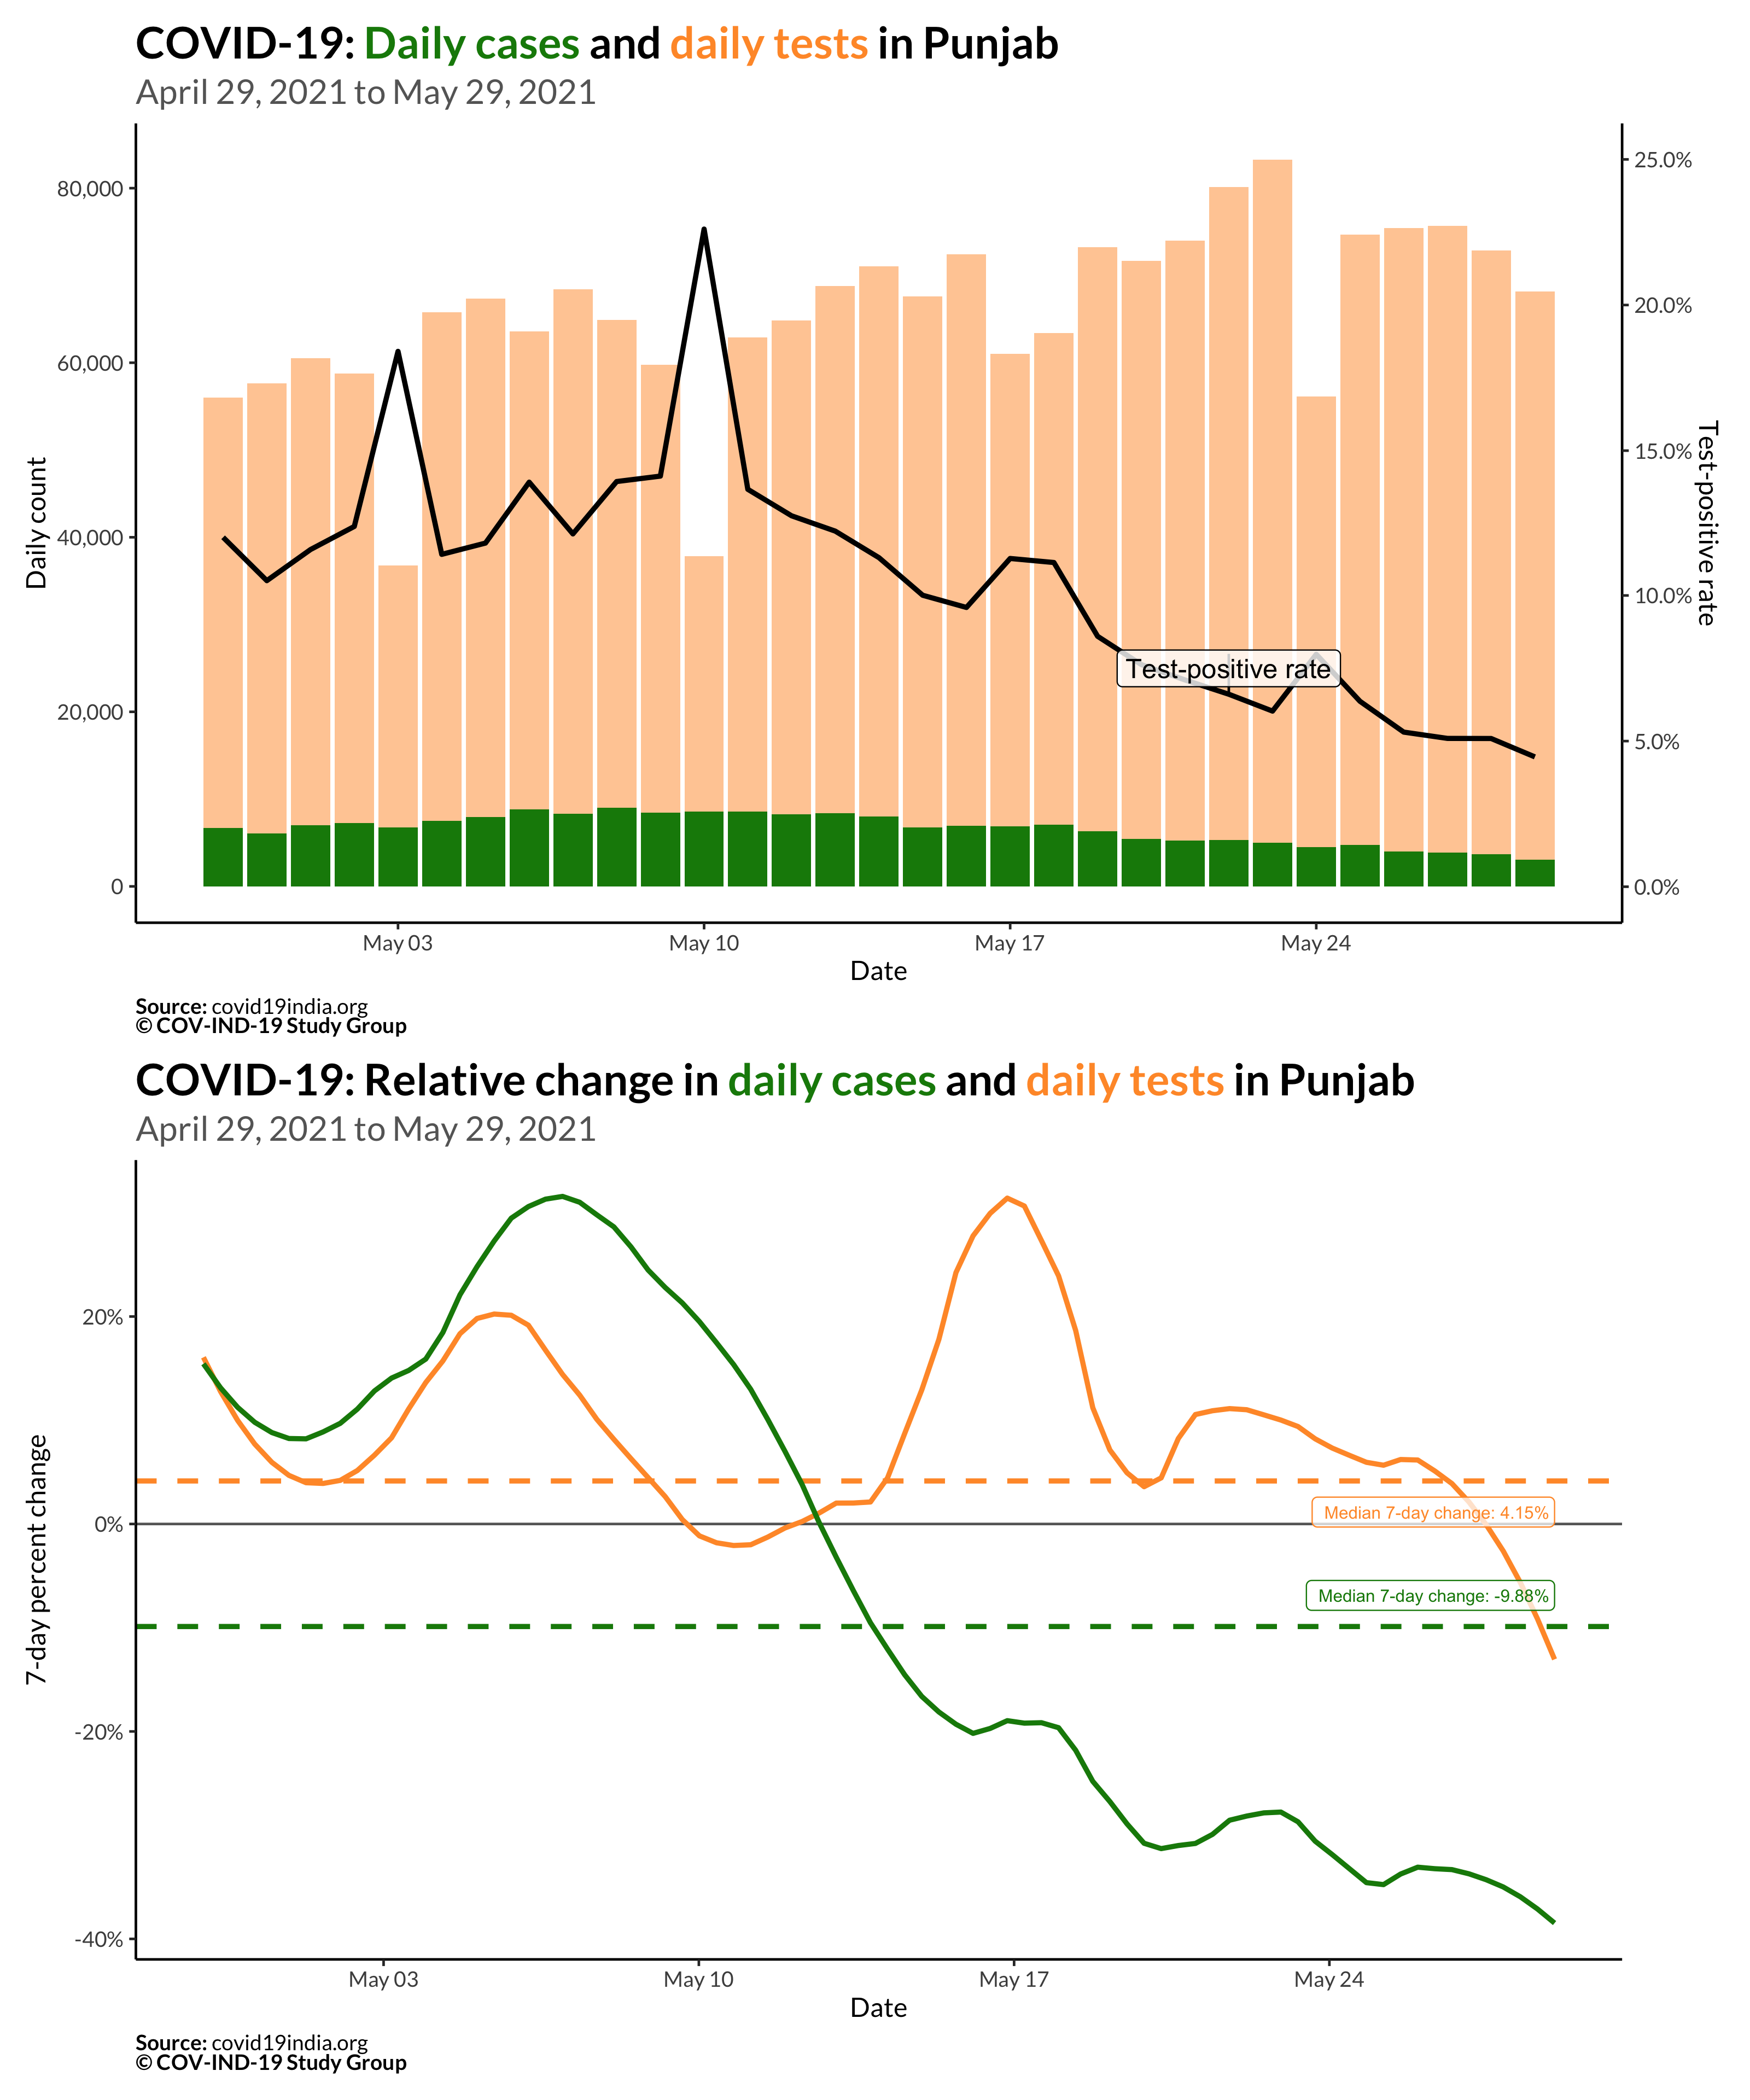 COVID-19: Daily cases and daily tests in Punjab
April 29, 2021 to May 29, 2021
80,000
60,000
40,000
20,000
0
Daily count
25.0%
20.0%
15.0%
10.0%
5.0%
0.0%
Test-positive rate
Test-positive rate
May 03
May 10
May 17
May 24
Date
Source: covid19india.org
© COV-IND-19 Study Group
COVID-19: Relative change in daily cases and daily tests in Punjab
April 29, 2021 to May 29, 2021
20%
0%
-20%
-40%
7-day percent change
Median 7-day change: 4.15%
Median 7-day change: -9.88%
May 03
May 10
May 17
May 24
Date
Source: covid19india.org
© COV-IND-19 Study Group